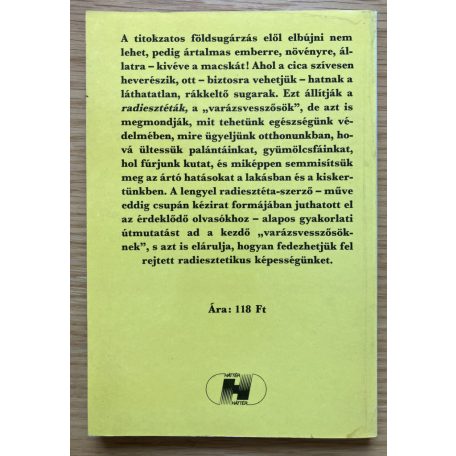 A titokzatos földsugárzás elől elbújni nem
lehet, pedig ártalmas emberre, növényre, ál-
latra – kivéve a macskát! Ahol a cica szívesen
heverészik, ott – biztosra vehetjük – hatnak a
láthatatlan, rákkeltő sugarak. Ezt állítják a
radiesztéták, a „varázsvesszősök”, de azt is
megmondják, mit tehetünk egészségünk vé-
delmében, mire ügyeljünk otthonunkban, ho-
vá ültessük palántáinkat, gyümölcsfáinkat,
hol fúrjunk kutat, és miképpen semmisítsük
meg az ártó hatásokat a lakásban és a kisker-
tünkben. A lengyel radiesztéta-szerző – műve
eddig csupán kézirat formájában juthatott el
az érdeklődő olvasókhoz – alapos gyakorlati
útmutatást ad a kezdő „varázsvesszősök-
nek”, s azt is elárulja, hogyan fedezhetjük fel
rejtett radiesztetikus képességünket.
Ára: 118 Ft
HÁTTÉR
HÁTTÉR